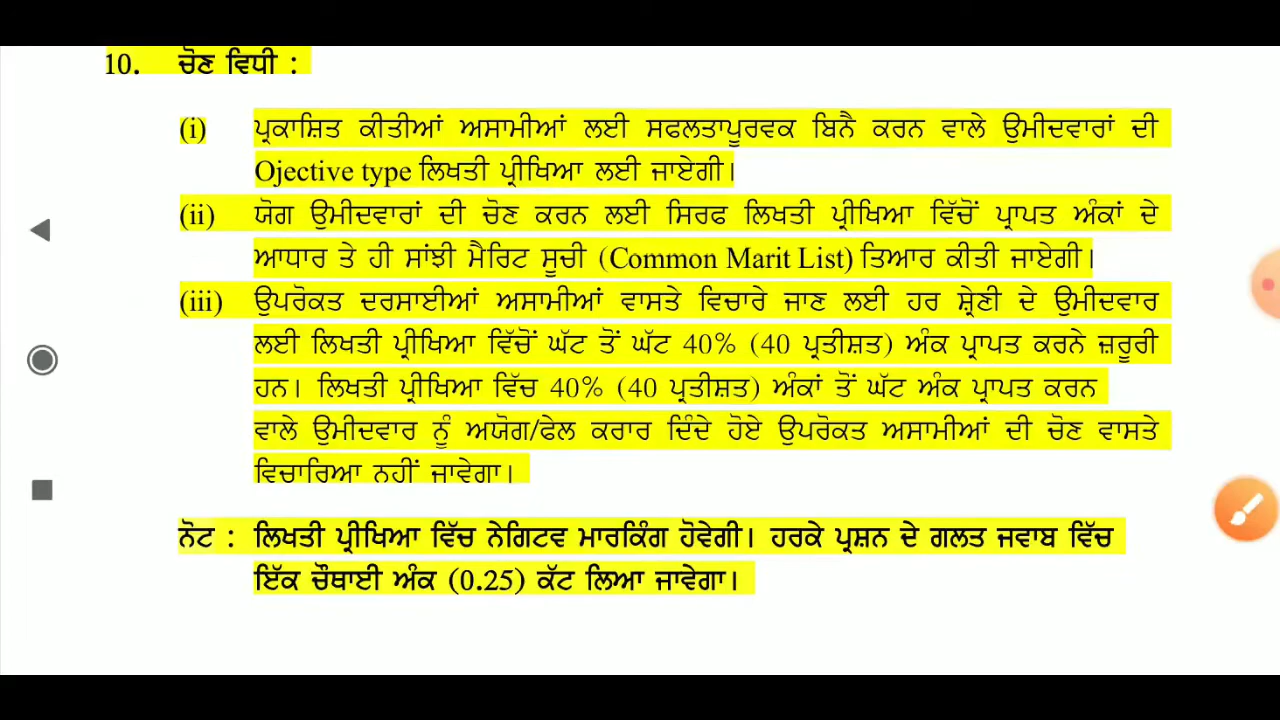 10. ਚੋਣ ਵਿਧੀ :
(i) ਪ੍ਰਕਾਸ਼ਿਤ ਕੀਤੀਆਂ ਅਸਾਮੀਆਂ ਲਈ ਸਫਲਤਾਪੂਰਵਕ ਬਿਨੈ ਕਰਨ ਵਾਲੇ ਉਮੀਦਵਾਰਾਂ ਦੀ
Ojective type ਲਿਖਤੀ ਪ੍ਰੀਖਿਆ ਲਈ ਜਾਏਗੀ।
(ii) ਯੋਗ ਉਮੀਦਵਾਰਾਂ ਦੀ ਚੋਣ ਕਰਨ ਲਈ ਸਿਰਫ ਲਿਖਤੀ ਪ੍ਰੀਖਿਆ ਵਿੱਚੋਂ ਪ੍ਰਾਪਤ ਅੰਕਾਂ ਦੇ
ਆਧਾਰ ਤੇ ਹੀ ਸਾਂਝੀ ਮੈਰਿਟ ਸੂਚੀ (Common Marit List) ਤਿਆਰ ਕੀਤੀ ਜਾਏਗੀ।
(iii) ਉਪਰੋਕਤ ਦਰਸਾਈਆਂ ਅਸਾਮੀਆਂ ਵਾਸਤੇ ਵਿਚਾਰੇ ਜਾਣ ਲਈ ਹਰ ਸ਼੍ਰੇਣੀ ਦੇ ਉਮੀਦਵਾਰ
ਲਈ ਲਿਖਤੀ ਪ੍ਰੀਖਿਆ ਵਿੱਚੋਂ ਘੱਟ ਤੋਂ ਘੱਟ 40% (40 ਪ੍ਰਤੀਸ਼ਤ) ਅੰਕ ਪ੍ਰਾਪਤ ਕਰਨੇ ਜ਼ਰੂਰੀ
ਹਨ। ਲਿਖਤੀ ਪ੍ਰੀਖਿਆ ਵਿੱਚ 40% (40 ਪ੍ਰਤੀਸ਼ਤ) ਅੰਕਾਂ ਤੋਂ ਘੱਟ ਅੰਕ ਪ੍ਰਾਪਤ ਕਰਨ
ਵਾਲੇ ਉਮੀਦਵਾਰ ਨੂੰ ਅਯੋਗ/ਫੇਲ ਕਰਾਰ ਦਿੰਦੇ ਹੋਏ ਉਪਰੋਕਤ ਅਸਾਮੀਆਂ ਦੀ ਚੋਣ ਵਾਸਤੇ
ਵਿਚਾਰਿਆ ਨਹੀਂ ਜਾਵੇਗਾ।
ਨੋਟ : ਲਿਖਤੀ ਪ੍ਰੀਖਿਆ ਵਿੱਚ ਨੇਗਿਟਵ ਮਾਰਕਿੰਗ ਹੋਵੇਗੀ। ਹਰਕੇ ਪ੍ਰਸ਼ਨ ਦੇ ਗਲਤ ਜਵਾਬ ਵਿੱਚ
ਇੱਕ ਚੌਥਾਈ ਅੰਕ (0.25) ਕੱਟ ਲਿਆ ਜਾਵੇਗਾ।